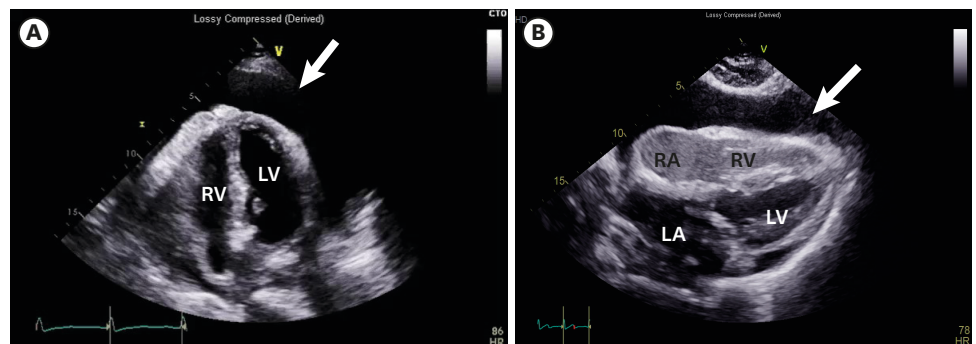 A
Lossy Compressed (Derived)
CTO
V
5
10
15
LV
RV
86
HR
B
HD
Lossy Compressed (Derived)
V
5
10
15
RA
RV
LA
LV
78
HR